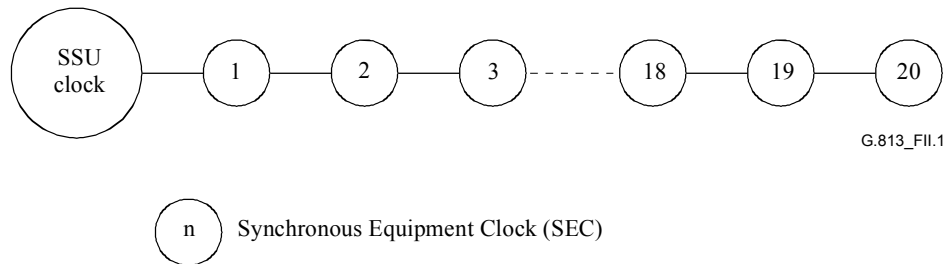 SSU
clock
1
2
3
18
19
20
G.813_FII.1
n
Synchronous Equipment Clock (SEC)